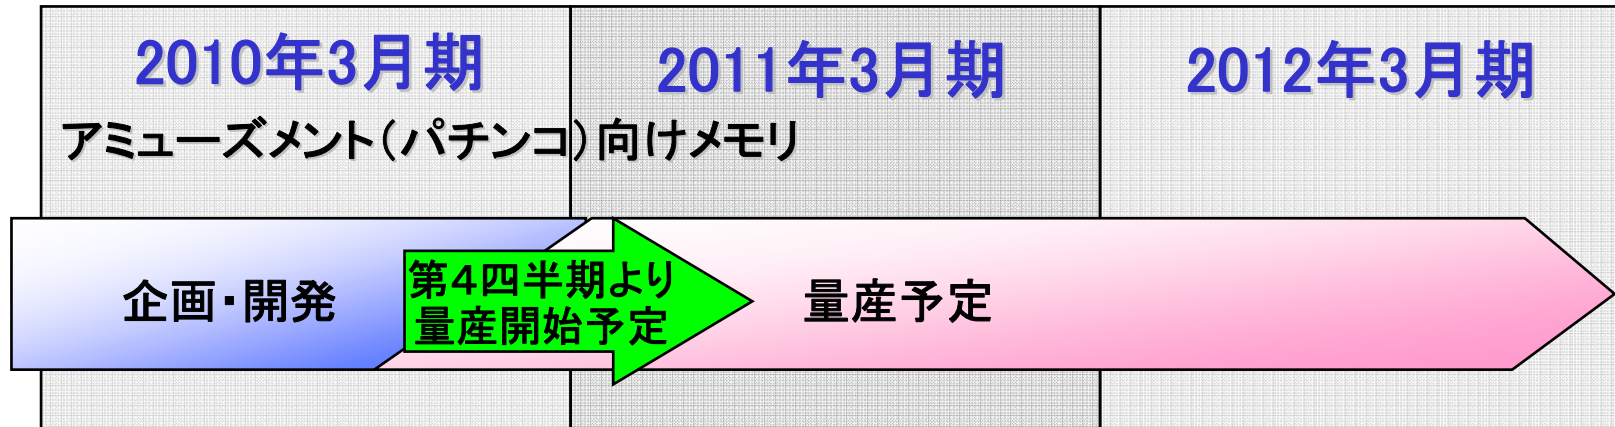 2010年3月期
2011年3月期
2012年3月期
アミューズメント(パチンコ)向けメモリ
企画・開発
第4四半期より
量産開始予定
量産予定